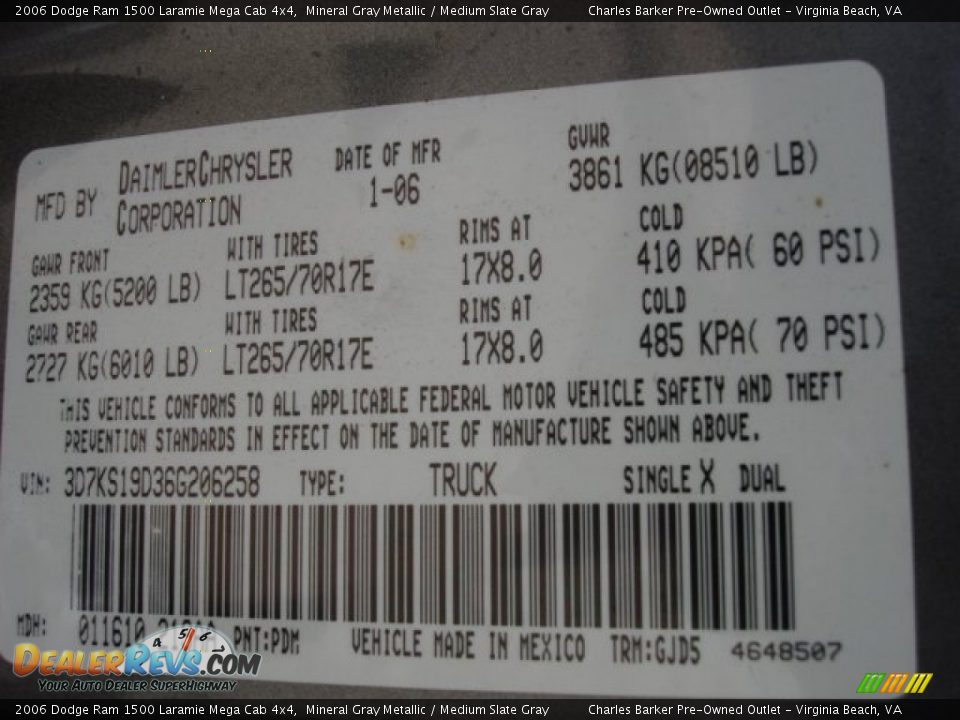 2006 Dodge Ram 1500 Laramie Mega Cab 4x4,  Mineral Gray Metallic / Medium Slate Gray  Charles Barker Pre-Owned Outlet - Virginia Beach, VA
MFD BY DAIMLERCHRYSLER CORPORATION
DATE OF MFR
1-06
GVWR
3861 KG(08510 LB)
GAWR FRONT WITH TIRES RIMS AT COLD
2359 KG(5200 LB) LT265/70R17E 17X8.0 410 KPA( 60 PSI)
GAWR REAR WITH TIRES RIMS AT COLD
2727 KG(6010 LB) LT265/70R17E 17X8.0 485 KPA( 70 PSI)
THIS VEHICLE CONFORMS TO ALL APPLICABLE FEDERAL MOTOR VEHICLE SAFETY AND THEFT
PREVENTION STANDARDS IN EFFECT ON THE DATE OF MANUFACTURE SHOWN ABOVE.
VIN: 3D7KS19D36G206258 TYPE: TRUCK SINGLE X DUAL
MDH: 011610 PNT:PDM VEHICLE MADE IN MEXICO TRM:GJD5 4648507
4 5 6
DEALERREVS.COM
YOUR AUTO DEALER SUPERHIGHWAY
2006 Dodge Ram 1500 Laramie Mega Cab 4x4,  Mineral Gray Metallic / Medium Slate Gray  Charles Barker Pre-Owned Outlet - Virginia Beach, VA